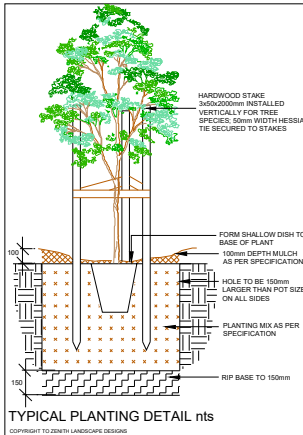 HARDWOOD STAKE
3x50x2000mm INSTALLED
VERTICALLY FOR TREE
SPECIES; 50mm WIDTH HESSIA
TIE SECURED TO STAKES
FORM SHALLOW DISH TO
BASE OF PLANT
100
100mm DEPTH MULCH
AS PER SPECIFICATION
HOLE TO BE 150mm
LARGER THAN POT SIZE
ON ALL SIDES
PLANTING MIX AS PER
SPECIFICATION
RIP BASE TO 150mm
150
TYPICAL PLANTING DETAIL nts
COPYRIGHT TO ZENITH LANDSCAPE DESIGNS